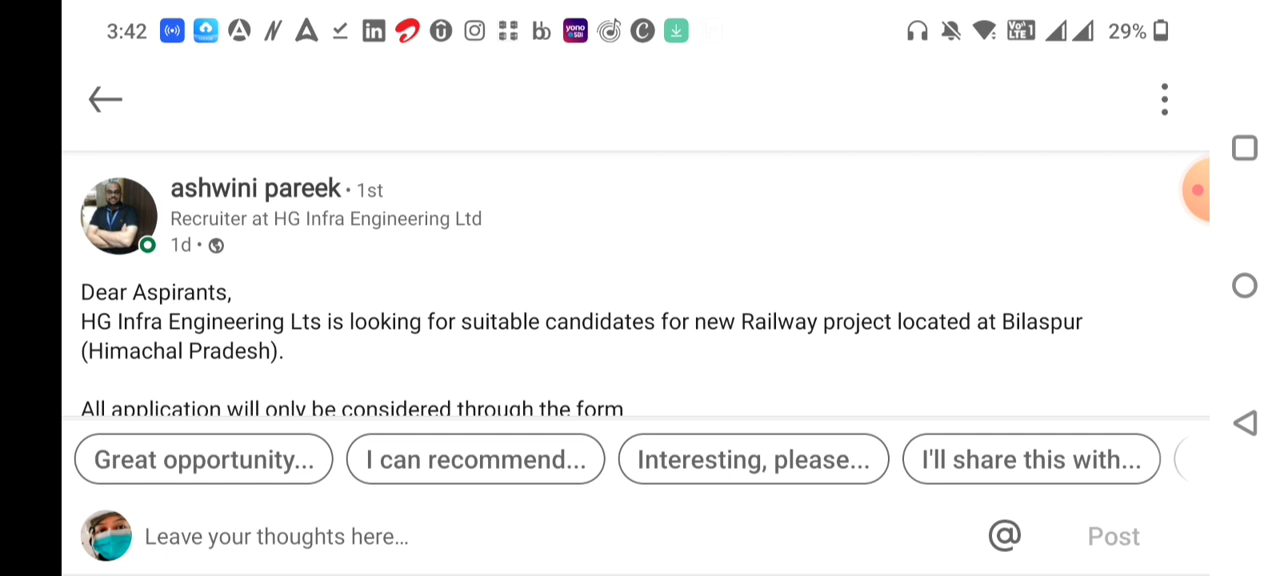 3:42 29%
ashwini pareek • 1st
Recruiter at HG Infra Engineering Ltd
1d •
Dear Aspirants,
HG Infra Engineering Lts is looking for suitable candidates for new Railway project located at Bilaspur
(Himachal Pradesh).
All application will only be considered through the form
Great opportunity... I can recommend... Interesting, please... I'll share this with...
Leave your thoughts here... @ Post